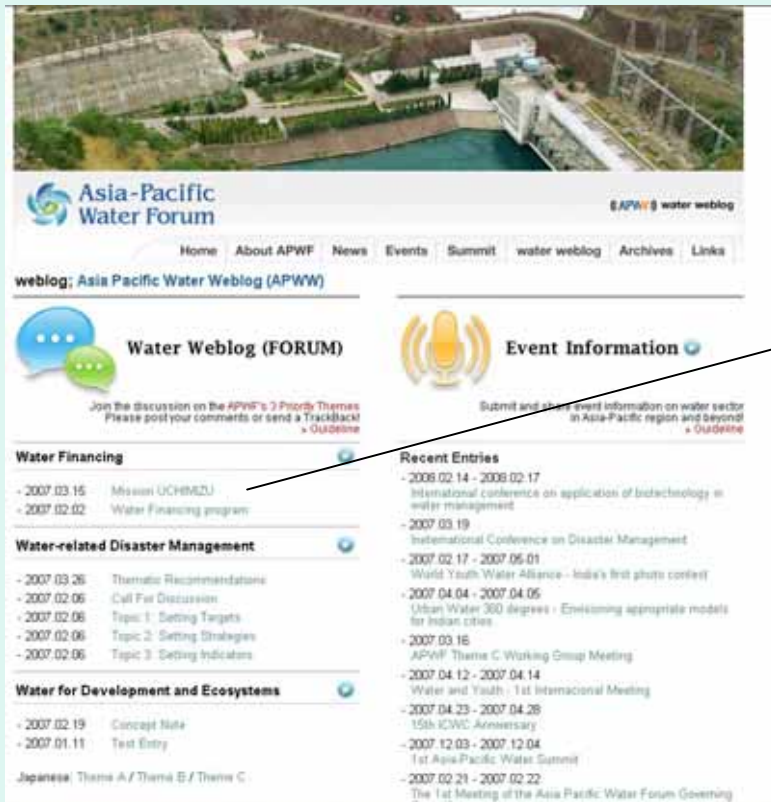 Asia-Pacific
Water Forum
APWW water weblog
Home About APWF News Events Summit water weblog Archives Links
weblog; Asia Pacific Water Weblog (APWW)
Water Weblog (FORUM)
Join the discussion on the APWF's 3 Priority Themes
Please post your comments or send a TrackBack!
» Guideline
Water Financing
- 2007.03.15 Mission UCHIMIZU
- 2007.02.02 Water Financing program
Water-related Disaster Management
- 2007.03.26 Thematic Recommendations
- 2007.02.06 Call For Discussion
- 2007.02.06 Topic 1: Setting Targets
- 2007.02.06 Topic 2: Setting Strategies
- 2007.02.06 Topic 3: Setting Indicators
Water for Development and Ecosystems
- 2007.02.19 Concept Note
- 2007.01.11 Test Entry
Japanese: Theme A / Theme B / Theme C
Event Information
Submit and share event information on water sector
in Asia-Pacific region and beyond!
» Guideline
Recent Entries
- 2008.02.14 - 2008.02.17
International conference on application of biotechnology in
water management
- 2007.03.19
International Conference on Disaster Management
- 2007.02.17 - 2007.05.01
World Youth Water Alliance - India's first photo contest
- 2007.04.04 - 2007.04.05
Urban Water 360 degrees - Envisioning appropriate models
for Indian cities
- 2007.03.16
APWF Theme C Working Group Meeting
- 2007.04.12 - 2007.04.14
Water and Youth - 1st Internacional Meeting
- 2007.04.23 - 2007.04.28
15th ICWC Anniversary
- 2007.12.03 - 2007.12.04
1st Asia-Pacific Water Summit
- 2007.02.21 - 2007.02.22
The 1st Meeting of the Asia Pacific Water Forum Governing